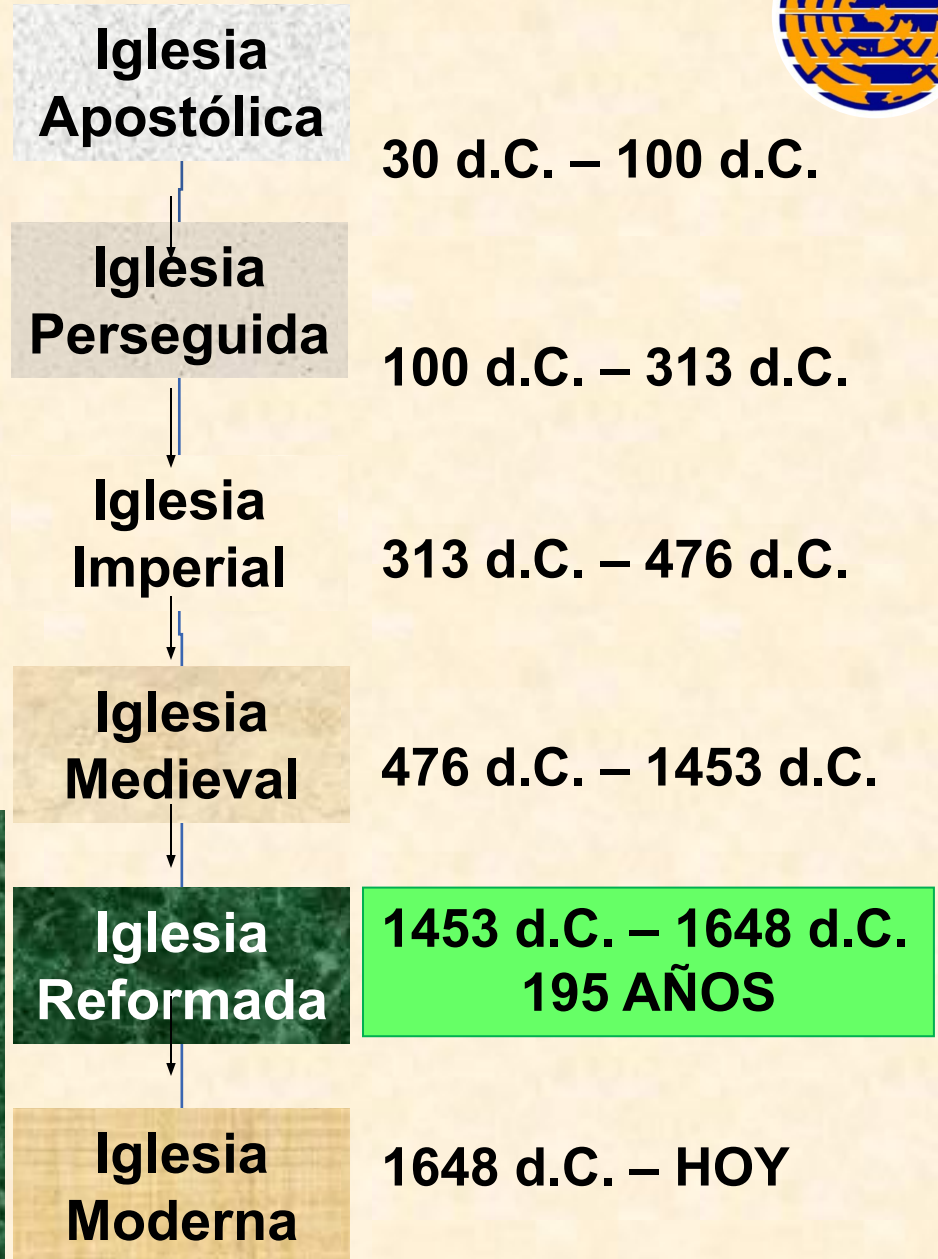 Iglesia
Apostólica
30 d.C. – 100 d.C.
Iglesia
Perseguida
100 d.C. – 313 d.C.
Iglesia
Imperial
313 d.C. – 476 d.C.
Iglesia
Medieval
476 d.C. – 1453 d.C.
Iglesia
Reformada
1453 d.C. – 1648 d.C.
195 AÑOS
Iglesia
Moderna
1648 d.C. – HOY